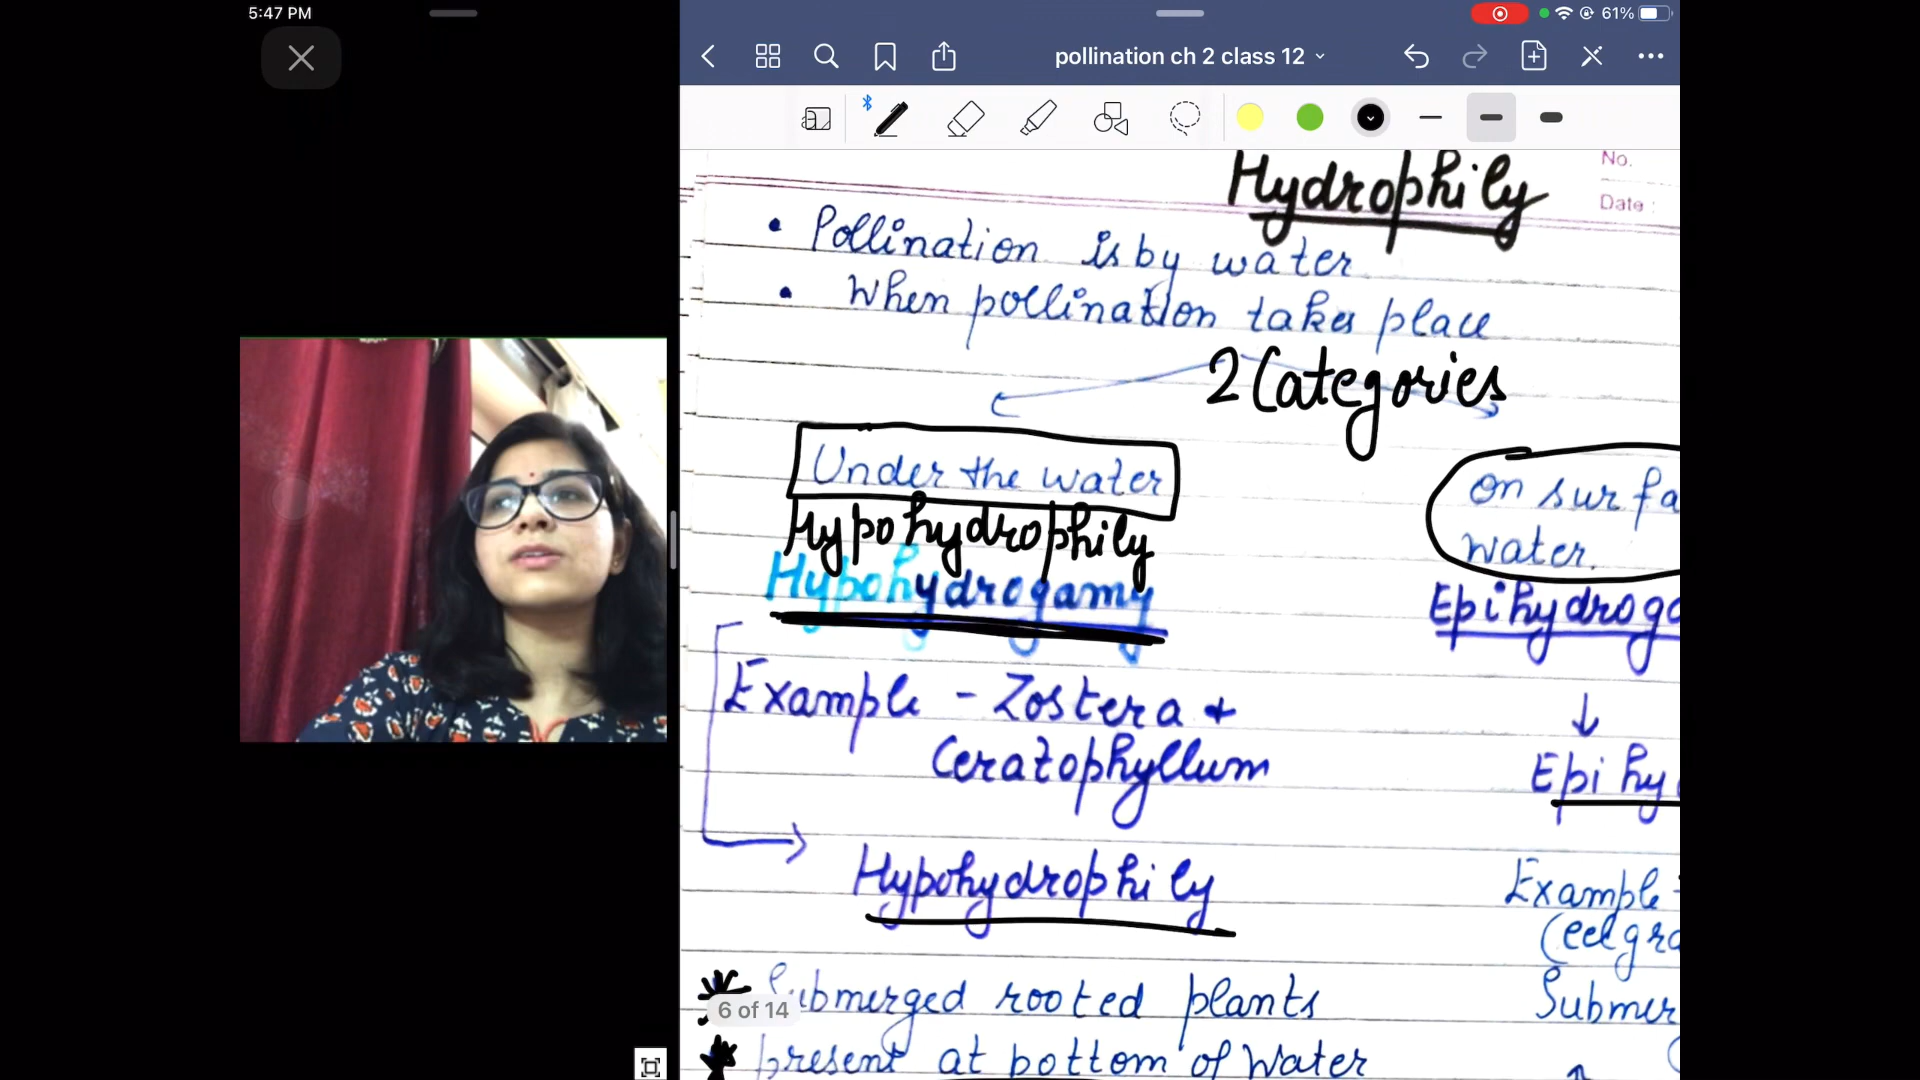 5:47 PM
61%
pollination ch 2 class 12
Hydrophily
No.
Date :
• Pollination is by water
• When pollination takes place
2 Categories
Under the water
Hypohydrophily
Hypohydrogamy
Example - Zostera +
Ceratophyllum
Hypohydrophily
Submerged rooted plants
present at bottom of water
on surfa
water.
Epihydroga
↓
Epihy
Example -
(eelgra
Submer
6 of 14